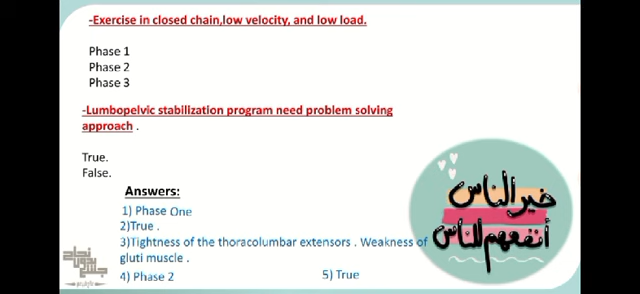 -Exercise in closed chain,low velocity, and low load.
Phase 1
Phase 2
Phase 3
-Lumbopelvic stabilization program need problem solving
approach .
True.
False.
Answers:
1) Phase One
2)True .
3)Tightness of the thoracolumbar extensors . Weakness of
gluti muscle .
4) Phase 2
5) True
خير الناس
أنفعهم للناس